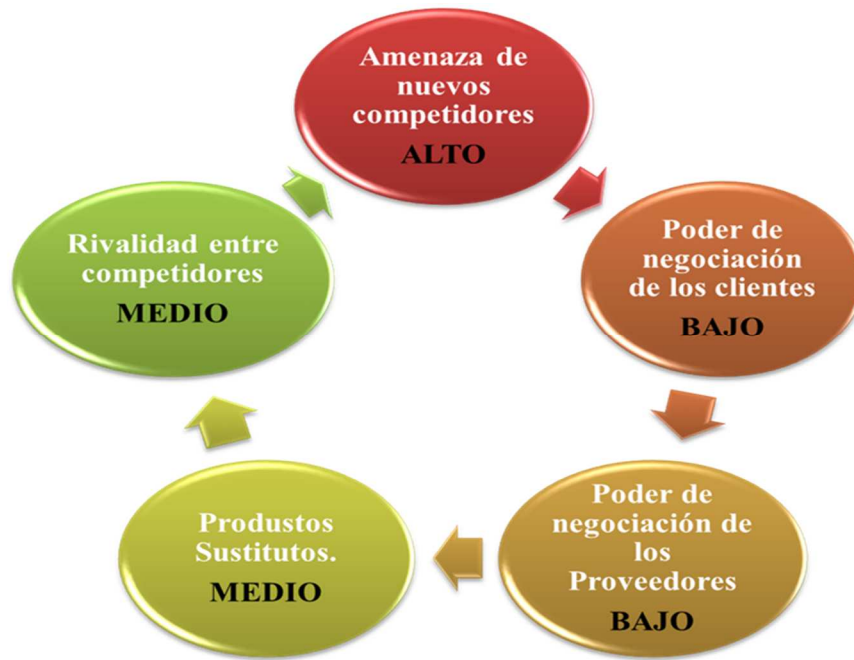 Amenaza de
nuevos
competidores
ALTO
Poder de
negociación
de los clientes
BAJO
Poder de
negociación de
los
Proveedores
BAJO
Produstos
Sustitutos.
MEDIO
Rivalidad entre
competidores
MEDIO